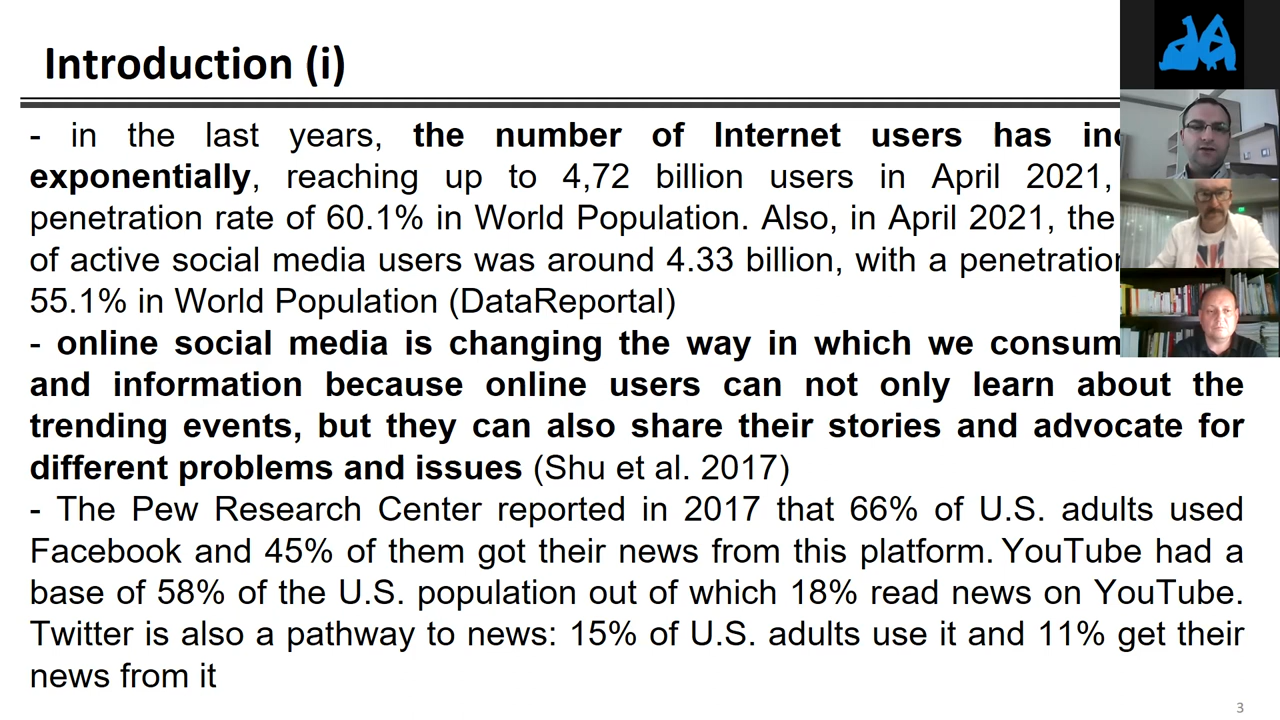 Introduction (i)
- in the last years, the number of Internet users has
exponentially, reaching up to 4,72 billion users in April 2021,
penetration rate of 60.1% in World Population. Also, in April 2021, the
of active social media users was around 4.33 billion, with a
55.1% in World Population (DataReportal)
- online social media is changing the way in which we
and information because online users can not only learn about the
trending events, but they can also share their stories and advocate for
different problems and issues (Shu et al. 2017)
- The Pew Research Center reported in 2017 that 66% of U.S. adults used
Facebook and 45% of them got their news from this platform. YouTube had a
base of 58% of the U.S. population out of which 18% read news on YouTube.
Twitter is also a pathway to news: 15% of U.S. adults use it and 11% get their
news from it
3